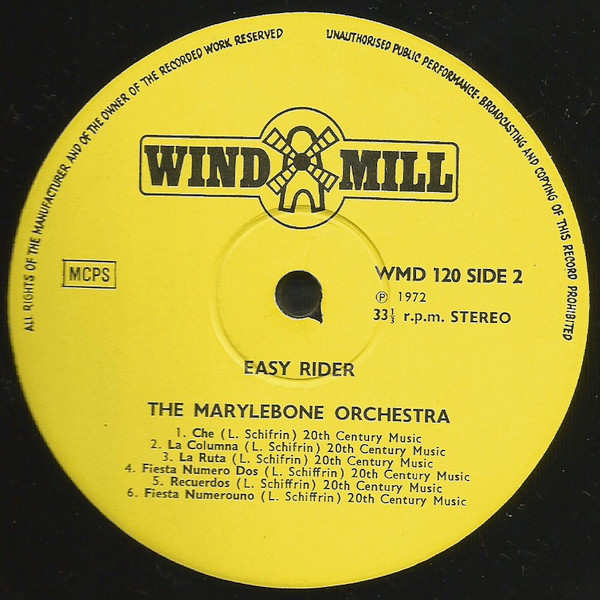 ALL RIGHTS OF THE MANUFACTURER AND OF THE OWNER OF THE RECORDED WORK RESERVED
UNAUTHORISED PUBLIC PERFORMANCE· BROADCASTING AND COPYING OF THIS RECORD PROHIBITED
WIND MILL
MCPS
WMD 120 SIDE 2
℗ 1972
33⅓ r.p.m. STEREO
EASY RIDER
THE MARYLEBONE ORCHESTRA
1. Che (L. Schifrin) 20th Century Music
2. La Columna (L. Schifrin) 20th Century Music
3. La Ruta (L. Schifrin) 20th Century Music
4. Fiesta Numero Dos (L. Schiffrin) 20th Century Music
5. Recuerdos (L. Schiffrin) 20th Century Music
6. Fiesta Numerouno (L. Schiffrin) 20th Century Music